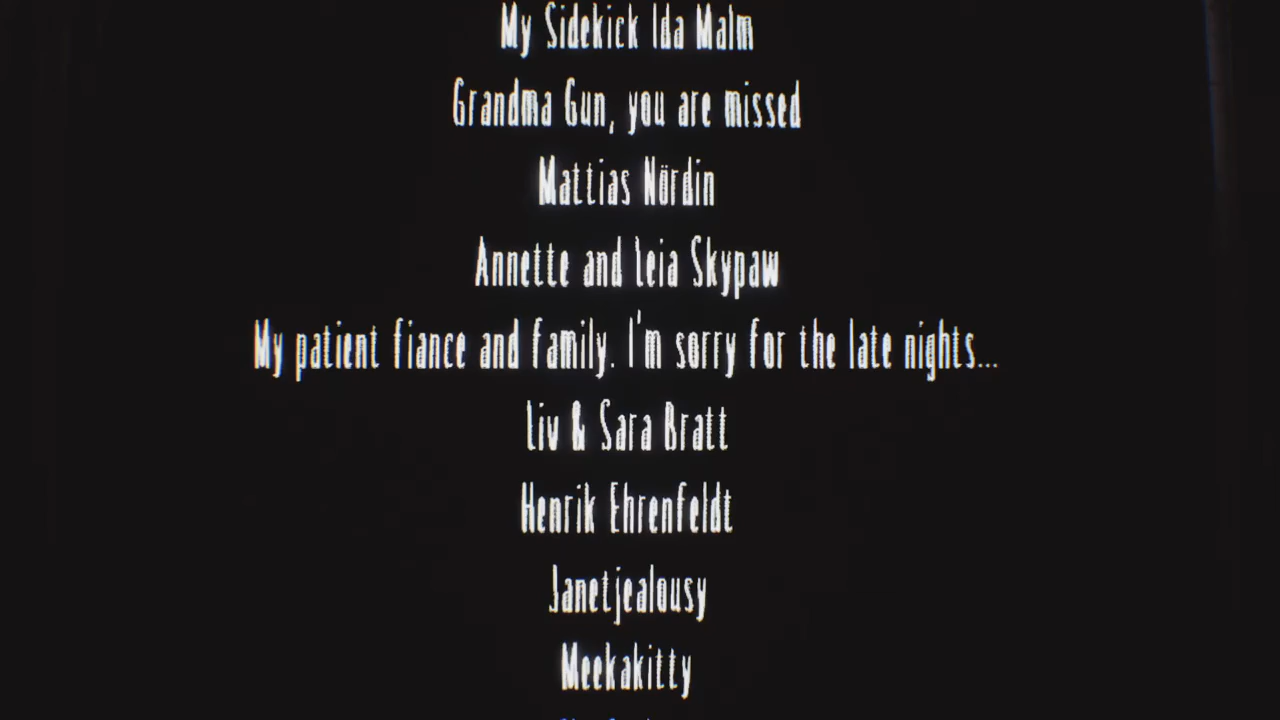 My Sidekick Ida Malm
Grandma Gun, you are missed
Mattias Nördin
Annette and Leia Skypaw
My patient fiance and family. I'm sorry for the late nights...
Liv & Sara Bratt
Henrik Ehrenfeldt
Janetjealousy
Meekakitty